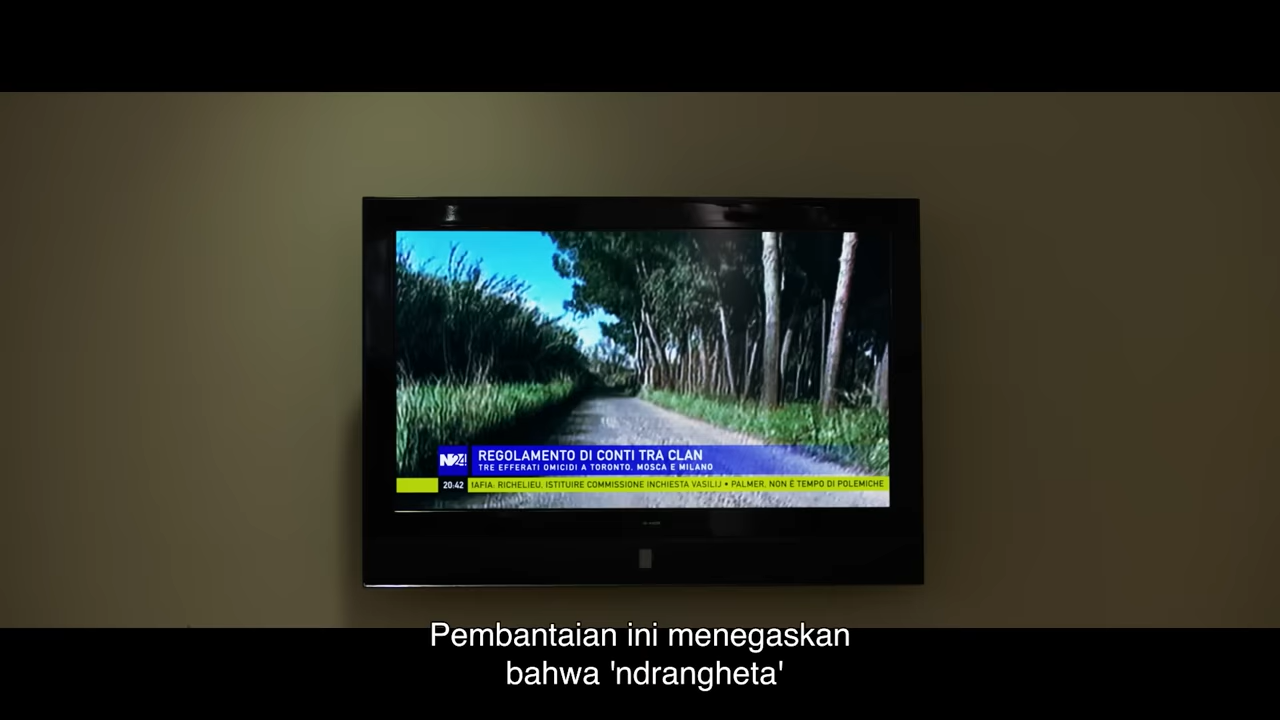 REGOLAMENTO DI CONTI TRA CLAN
N24!
TRE EFFERATI OMICIDI A TORONTO, MOSCA E MILANO
20:42 IAFIA: RICHELIEU, ISTITUIRE COMMISSIONE INCHIESTA VASILIJ • PALMER, NON È TEMPO DI POLEMICHE
Pembantaian ini menegaskan
bahwa 'ndrangheta'